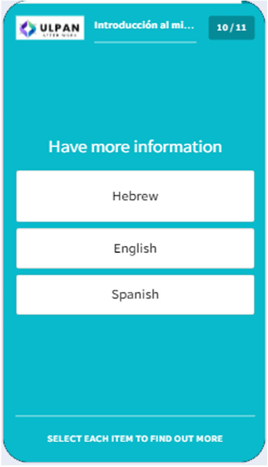 ULPAN
Introducción al mi...
10/11
Have more information
Hebrew
English
Spanish
SELECT EACH ITEM TO FIND OUT MORE